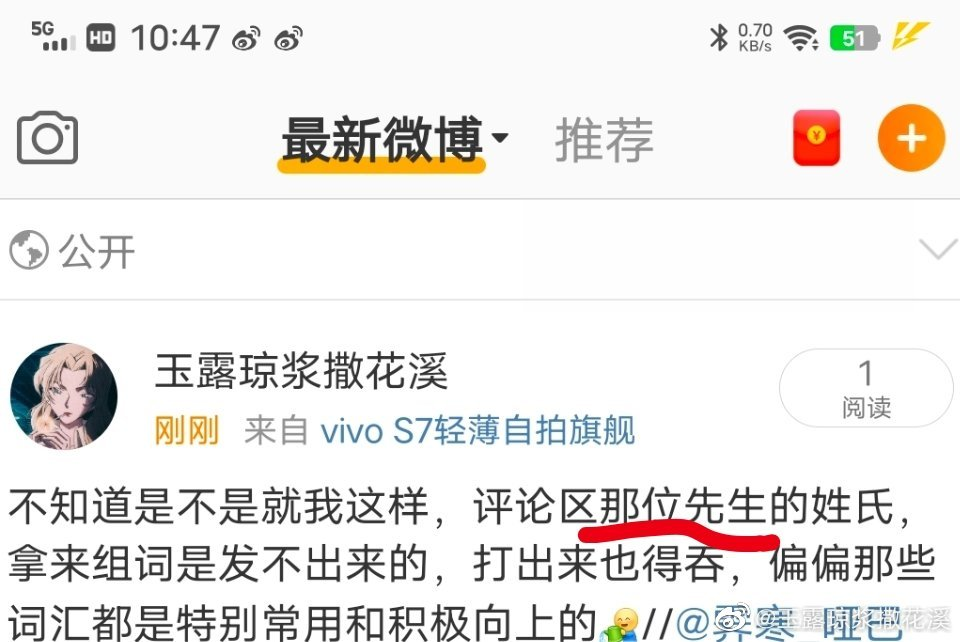 5G HD 10:47 0.70 KB/s 51
最新微博 推荐
公开
玉露琼浆撒花溪
1
阅读
刚刚 来自 vivo S7轻薄自拍旗舰
不知道是不是就我这样，评论区那位先生的姓氏，
拿来组词是发不出来的，打出来也得吞，偏偏那些
词汇都是特别常用和积极向上的//@
@玉露琼浆撒花溪